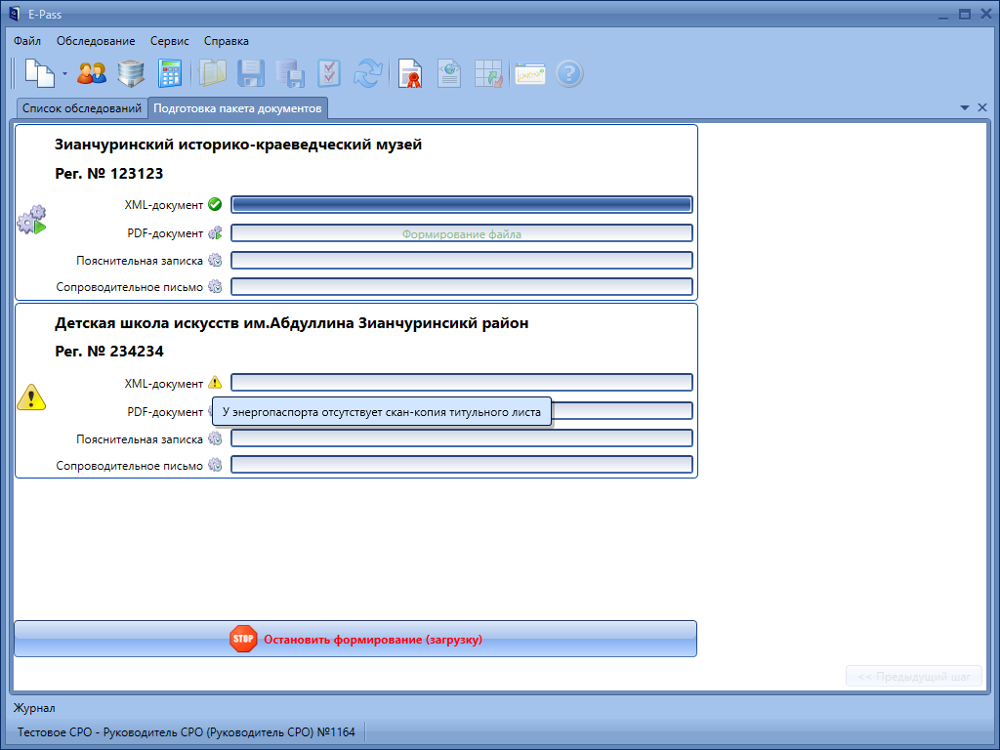 E-Pass
Файл Обследование Сервис Справка
Список обследований Подготовка пакета документов
Зианчуринский историко-краеведческий музей
Рег. № 123123
XML-документ
PDF-документ Формирование файла
Пояснительная записка
Сопроводительное письмо
Детская школа искусств им.Абдуллина Зианчуринсикй район
Рег. № 234234
XML-документ
PDF-документ
У энергопаспорта отсутствует скан-копия титульного листа
Пояснительная записка
Сопроводительное письмо
STOP Остановить формирование (загрузку)
<< Предыдущий шаг
Журнал
Тестовое СРО - Руководитель СРО (Руководитель СРО) №1164